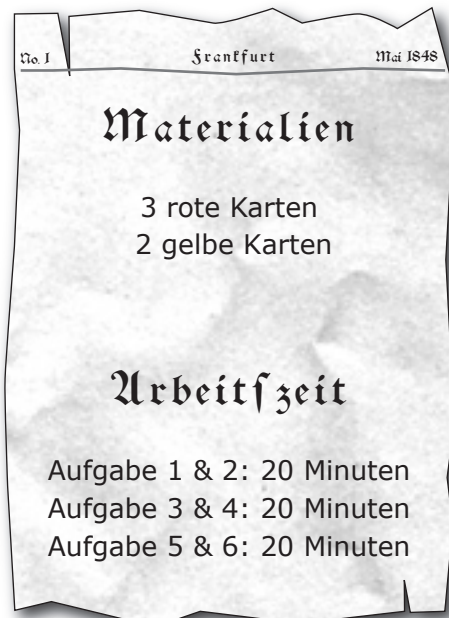 No. 1 Frankfurt Mai 1848
Materialien
3 rote Karten
2 gelbe Karten
Arbeitſzeit
Aufgabe 1 & 2: 20 Minuten
Aufgabe 3 & 4: 20 Minuten
Aufgabe 5 & 6: 20 Minuten